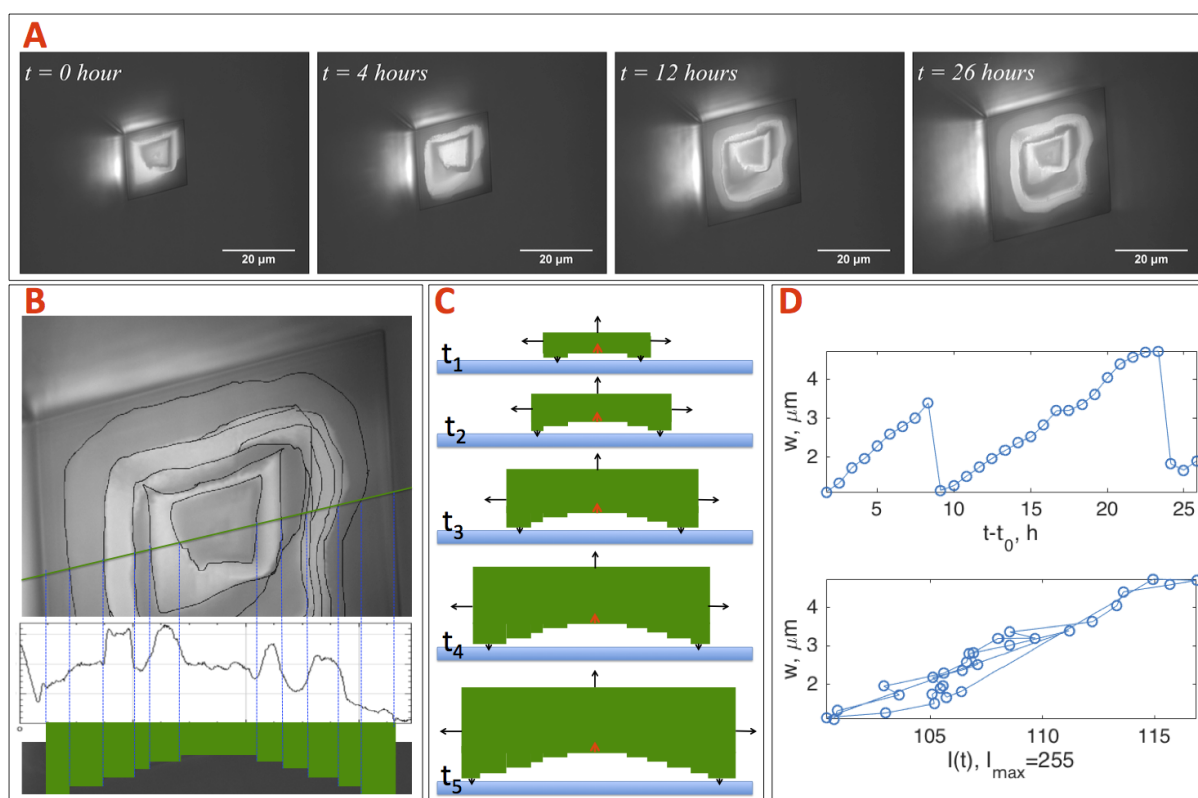 A
t = 0 hour
t = 4 hours
t = 12 hours
t = 26 hours
20 μm
20 μm
20 μm
20 μm
B
0
C
t1
t2
t3
t4
t5
D
w, μm
4
3
2
5
10
15
20
25
t-t0, h
w, μm
4
3
2
105
110
115
I(t), Imax=255